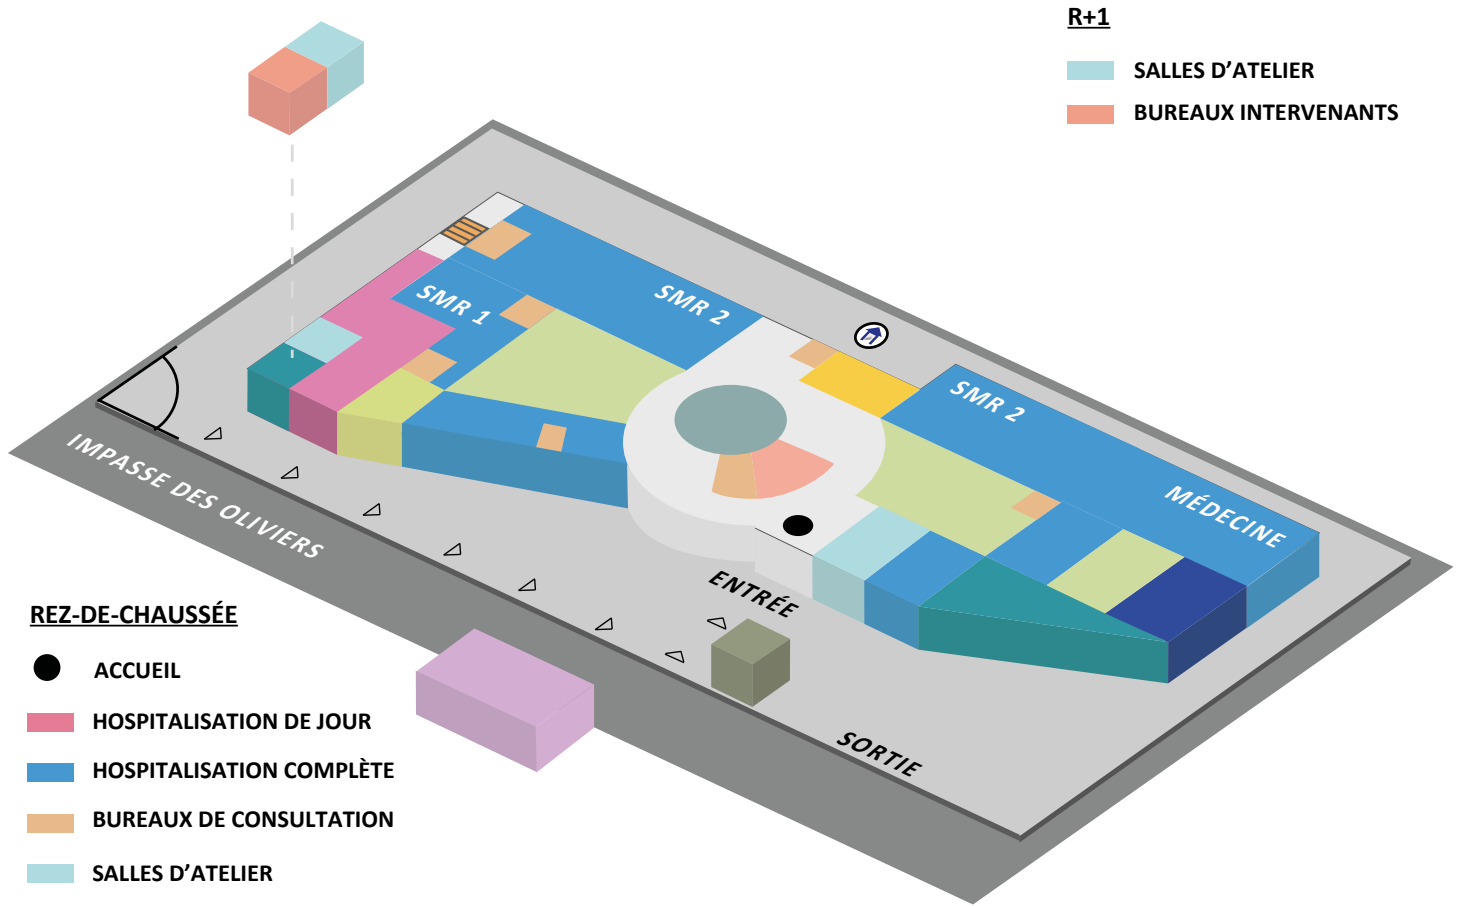 R+1
SALLES D’ATELIER
BUREAUX INTERVENANTS
SMR 1
SMR 2
SMR 2
MÉDECINE
IMPASSE DES OLIVIERS
ENTRÉE
SORTIE
REZ-DE-CHAUSSÉE
ACCUEIL
HOSPITALISATION DE JOUR
HOSPITALISATION COMPLÈTE
BUREAUX DE CONSULTATION
SALLES D’ATELIER